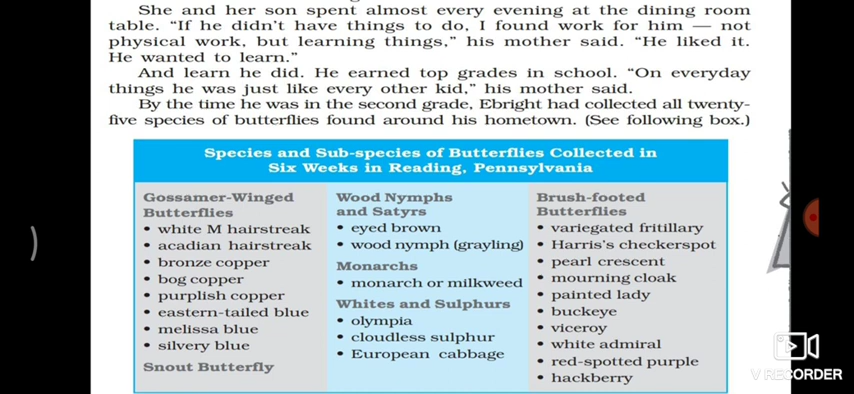 She and her son spent almost every evening at the dining room
table. “If he didn’t have things to do, I found work for him — not
physical work, but learning things,” his mother said. “He liked it.
He wanted to learn.”
And learn he did. He earned top grades in school. “On everyday
things he was just like every other kid,” his mother said.
By the time he was in the second grade, Ebright had collected all twenty-
five species of butterflies found around his hometown. (See following box.)
Species and Sub-species of Butterflies Collected in
Six Weeks in Reading, Pennsylvania
Gossamer-Winged
Butterflies
• white M hairstreak
• acadian hairstreak
• bronze copper
• bog copper
• purplish copper
• eastern-tailed blue
• melissa blue
• silvery blue
Snout Butterfly
Wood Nymphs
and Satyrs
• eyed brown
• wood nymph (grayling)
Monarchs
• monarch or milkweed
Whites and Sulphurs
• olympia
• cloudless sulphur
• European cabbage
Brush-footed
Butterflies
• variegated fritillary
• Harris’s checkerspot
• pearl crescent
• mourning cloak
• painted lady
• buckeye
• viceroy
• white admiral
• red-spotted purple
• hackberry
V RECORDER